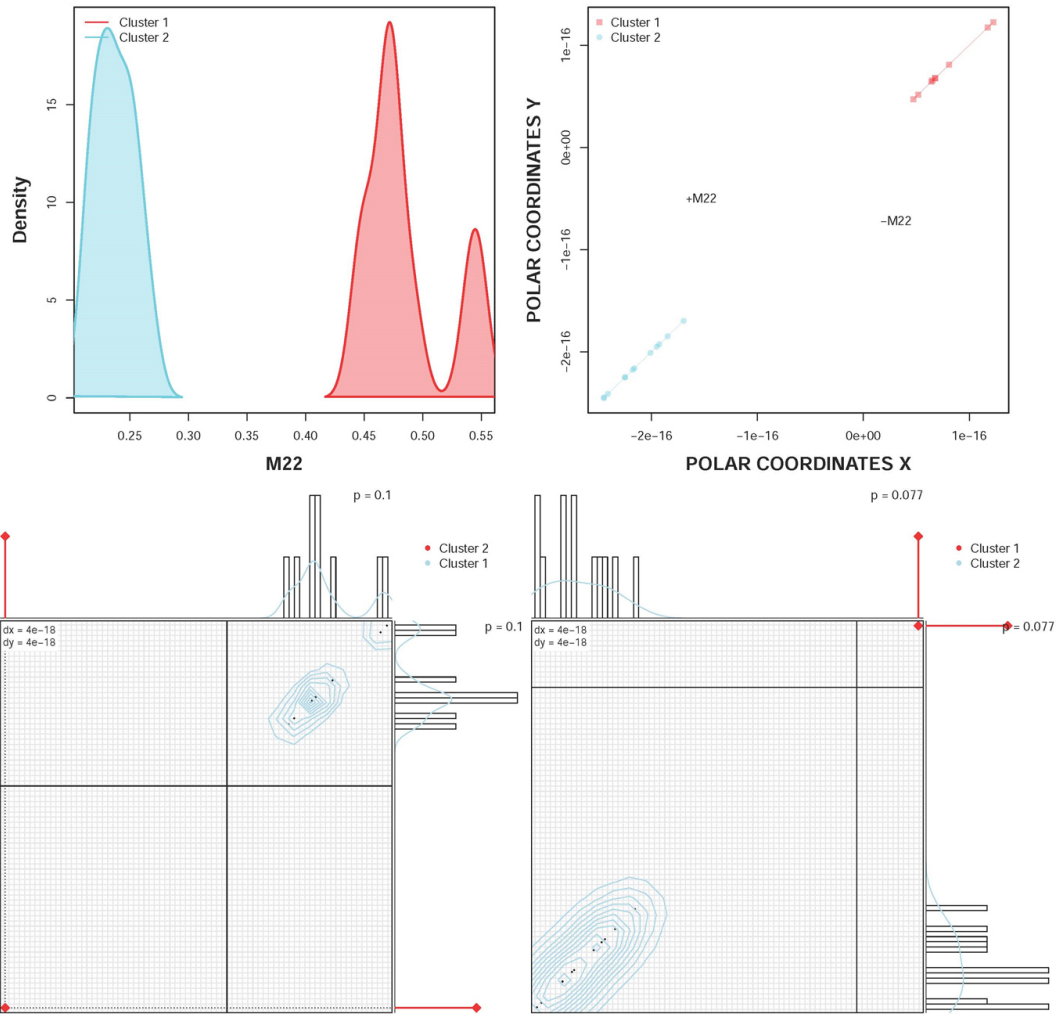 Cluster 1
Cluster 2
15
10
5
0
Density
0.25 0.30 0.35 0.40 0.45 0.50 0.55
M22
Cluster 1
Cluster 2
1e−16
0e+00
−1e−16
−2e−16
POLAR COORDINATES Y
+M22
−M22
−2e−16 −1e−16 0e+00 1e−16
POLAR COORDINATES X
p = 0.1
Cluster 2
Cluster 1
dx = 4e−18
dy = 4e−18
p = 0.1
p = 0.077
Cluster 1
Cluster 2
dx = 4e−18
dy = 4e−18
p = 0.077